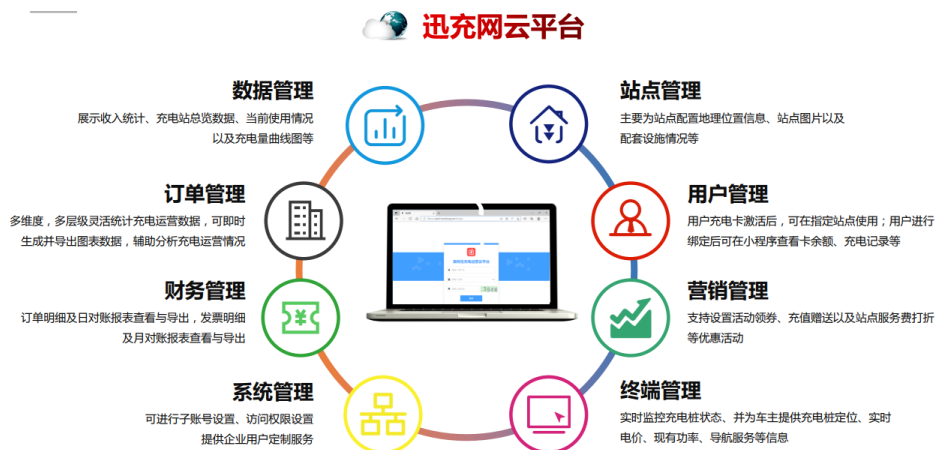 迅充网云平台
数据管理
展示收入统计、充电站总览数据、当前使用情况
以及充电量曲线图等
站点管理
主要为站点配置地理位置信息、站点图片以及
配套设施情况等
订单管理
多维度，多层级灵活统计充电运营数据，可即时
生成并导出图表数据，辅助分析充电运营情况
用户管理
用户充电卡激活后，可在指定站点使用；用户进行
绑定后可在小程序查看卡余额、充电记录等
财务管理
订单明细及日对账报表查看与导出，发票明细
及月对账报表查看与导出
营销管理
支持设置活动领券、充值赠送以及站点服务费打折
等优惠活动
系统管理
可进行子账号设置、访问权限设置
提供企业用户定制服务
终端管理
实时监控充电桩状态、并为车主提供充电桩定位、实时
电价、现有功率、导航服务等信息